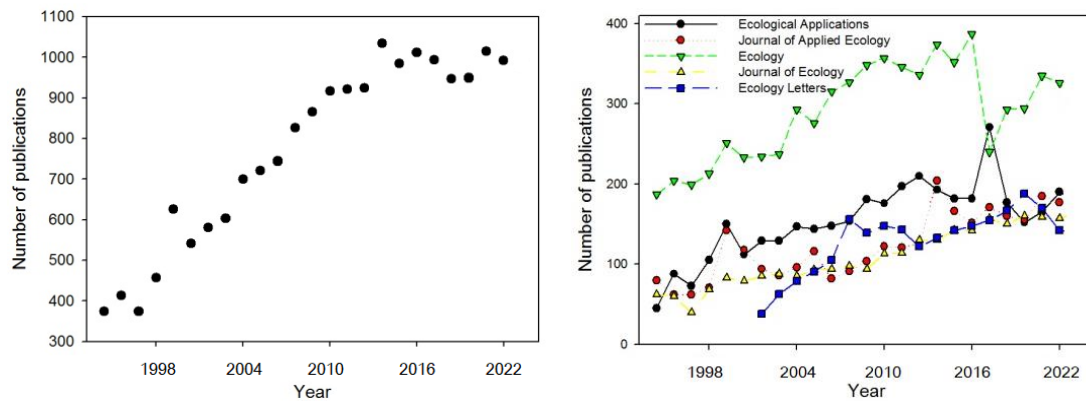 1100
1000
900
800
700
600
500
400
300
Number of publications
1998
2004
2010
2016
2022
Year
400
300
200
100
0
Number of publications
Ecological Applications
Journal of Applied Ecology
Ecology
Journal of Ecology
Ecology Letters
1998
2004
2010
2016
2022
Year